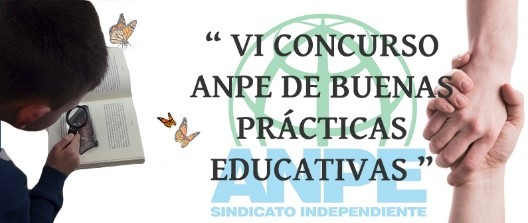 “ VI CONCURSO
ANPE DE BUENAS
PRÁCTICAS
EDUCATIVAS ”
ANPE
SINDICATO INDEPENDIENTE